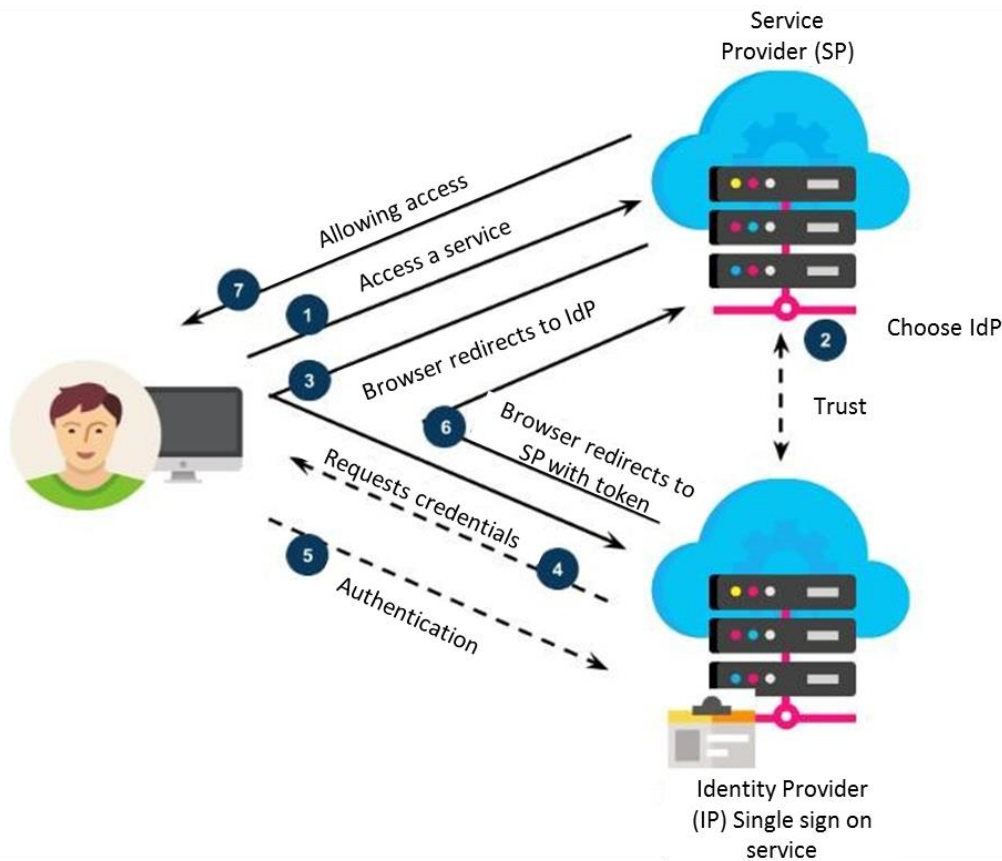 Service
Provider (SP)
Allowing access
7
Access a service
1
3
Browser redirects to IdP
2
Choose IdP
Trust
6
Browser redirects to
SP with token
Requests credentials
4
5
Authentication
Identity Provider
(IP) Single sign on
service